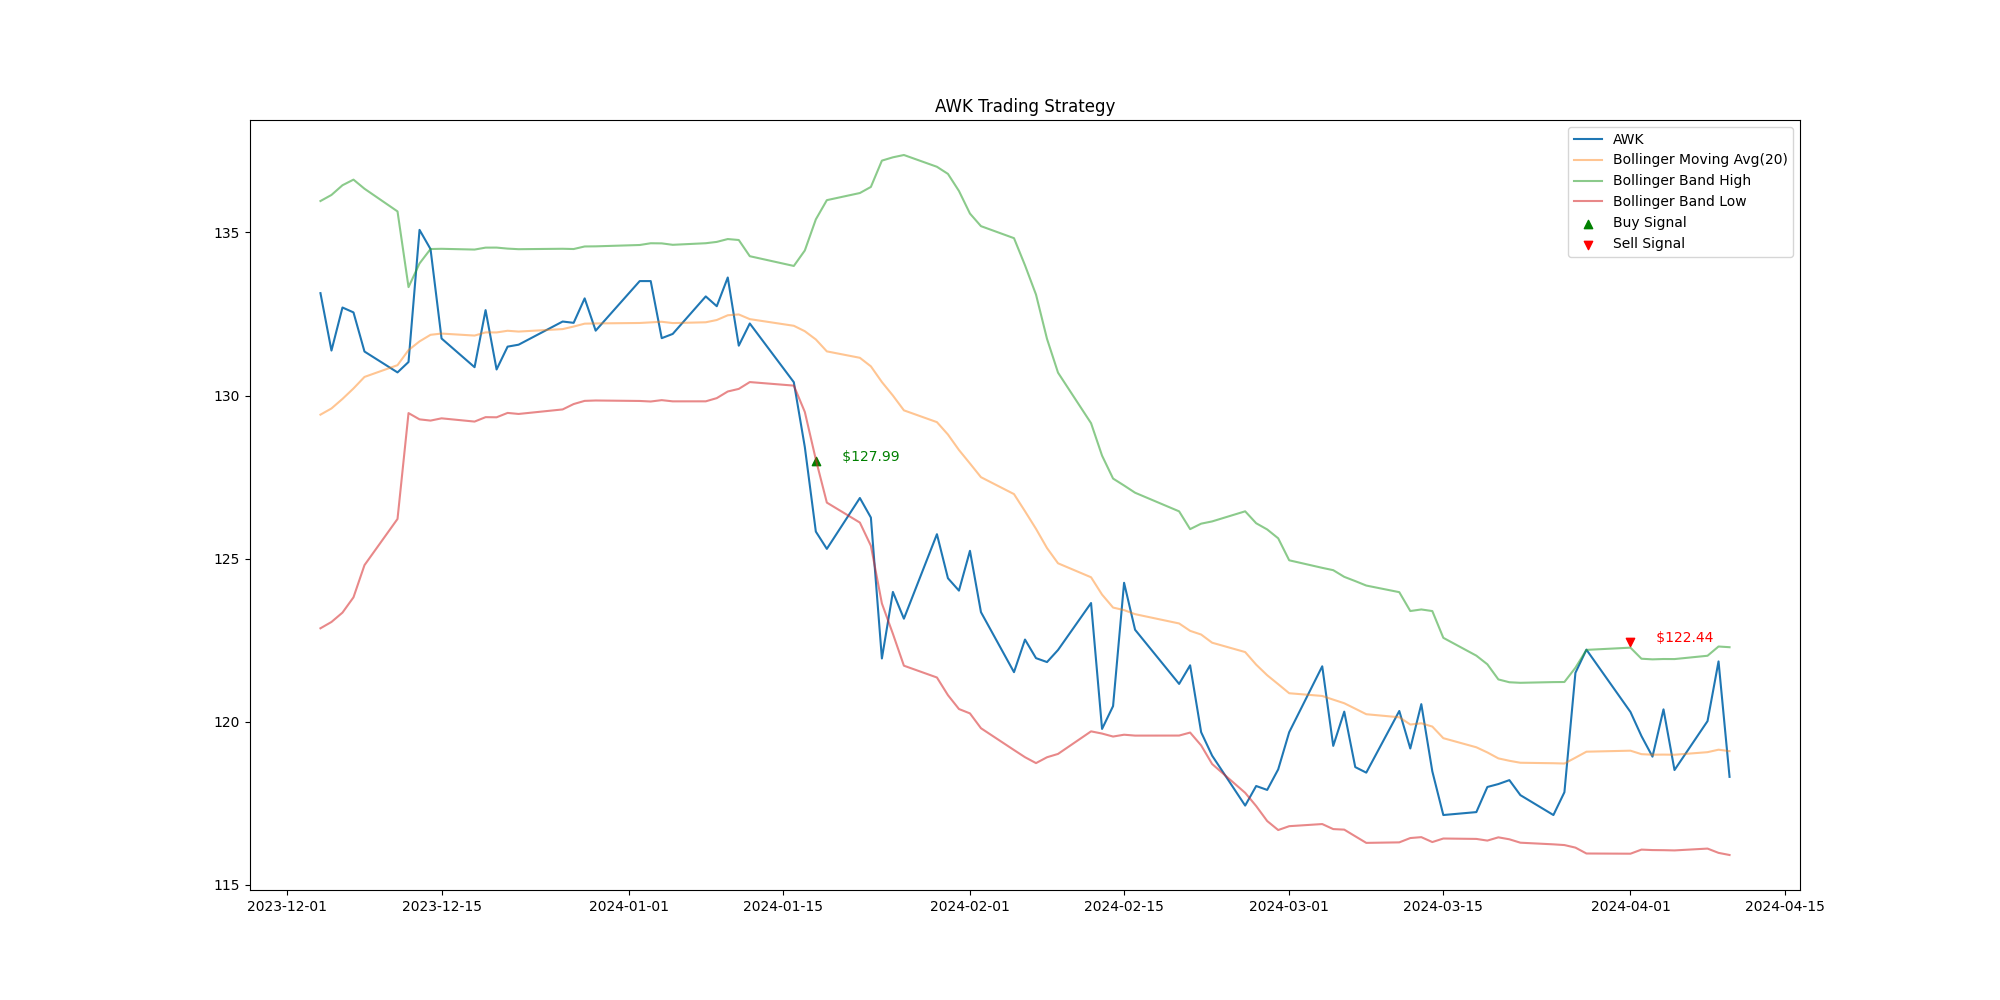 AWK Trading Strategy
AWK
Bollinger Moving Avg(20)
Bollinger Band High
Bollinger Band Low
Buy Signal
Sell Signal
135
130
125
120
115
$127.99
$122.44
2023-12-01
2023-12-15
2024-01-01
2024-01-15
2024-02-01
2024-02-15
2024-03-01
2024-03-15
2024-04-01
2024-04-15